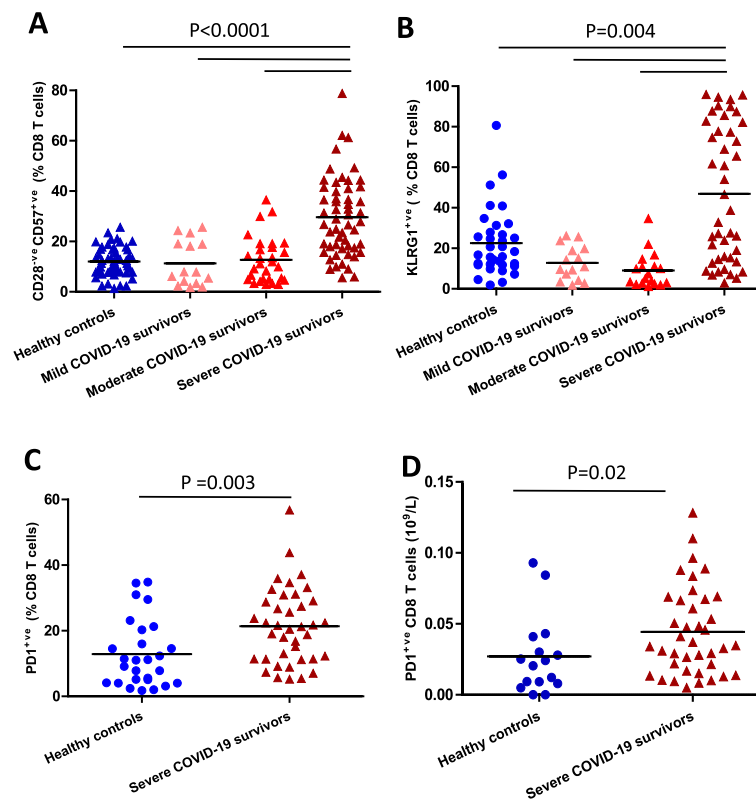 A
P<0.0001
CD28-ve CD57+ve (% CD8 T cells)
80
60
40
20
0
Healthy controls
Mild COVID-19 survivors
Moderate COVID-19 survivors
Severe COVID-19 survivors
B
P=0.004
KLRG1+ve ( % CD8 T cells)
100
80
60
40
20
0
Healthy controls
Mild COVID-19 survivors
Moderate COVID-19 survivors
Severe COVID-19 survivors
C
P =0.003
PD1+ve (% CD8 T cells)
60
40
20
0
Healthy controls
Severe COVID-19 survivors
D
P=0.02
PD1+ve CD8 T cells (10⁹/L)
0.15
0.10
0.05
0.00
Healthy controls
Severe COVID-19 survivors